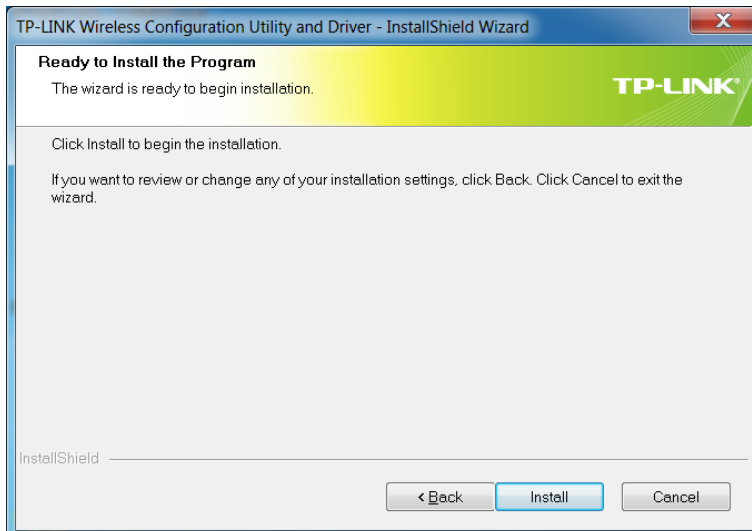 TP-LINK Wireless Configuration Utility and Driver - InstallShield Wizard
Ready to Install the Program
The wizard is ready to begin installation.
TP-LINK®
Click Install to begin the installation.
If you want to review or change any of your installation settings, click Back. Click Cancel to exit the
wizard.
InstallShield
< Back
Install
Cancel